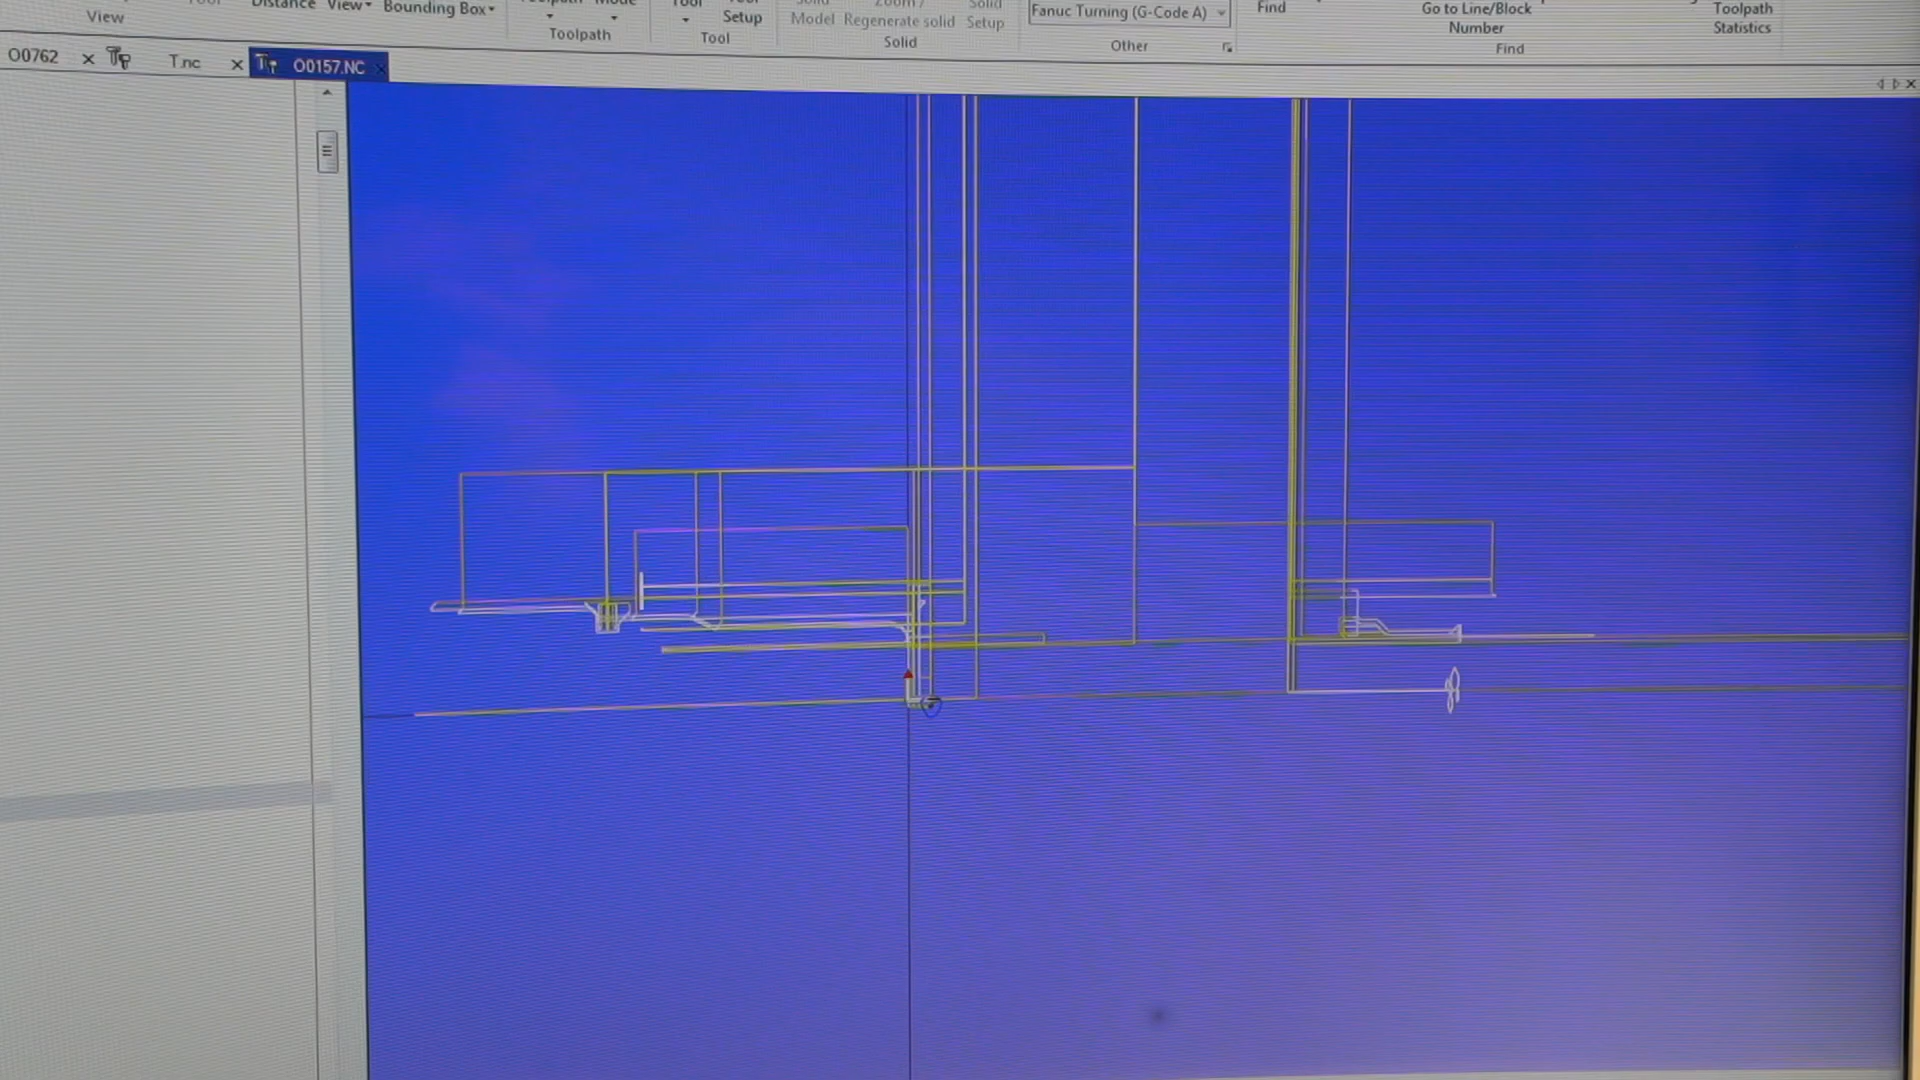 Distance View
Bounding Box
View
Setup
Toolpath
Tool
Model Regenerate solid Setup
Solid
Fanuc Turning (G-Code A)
Other
Find
Go to Line/Block
Number
Find
Toolpath
Statistics
O0762
T.nc
O0157.NC